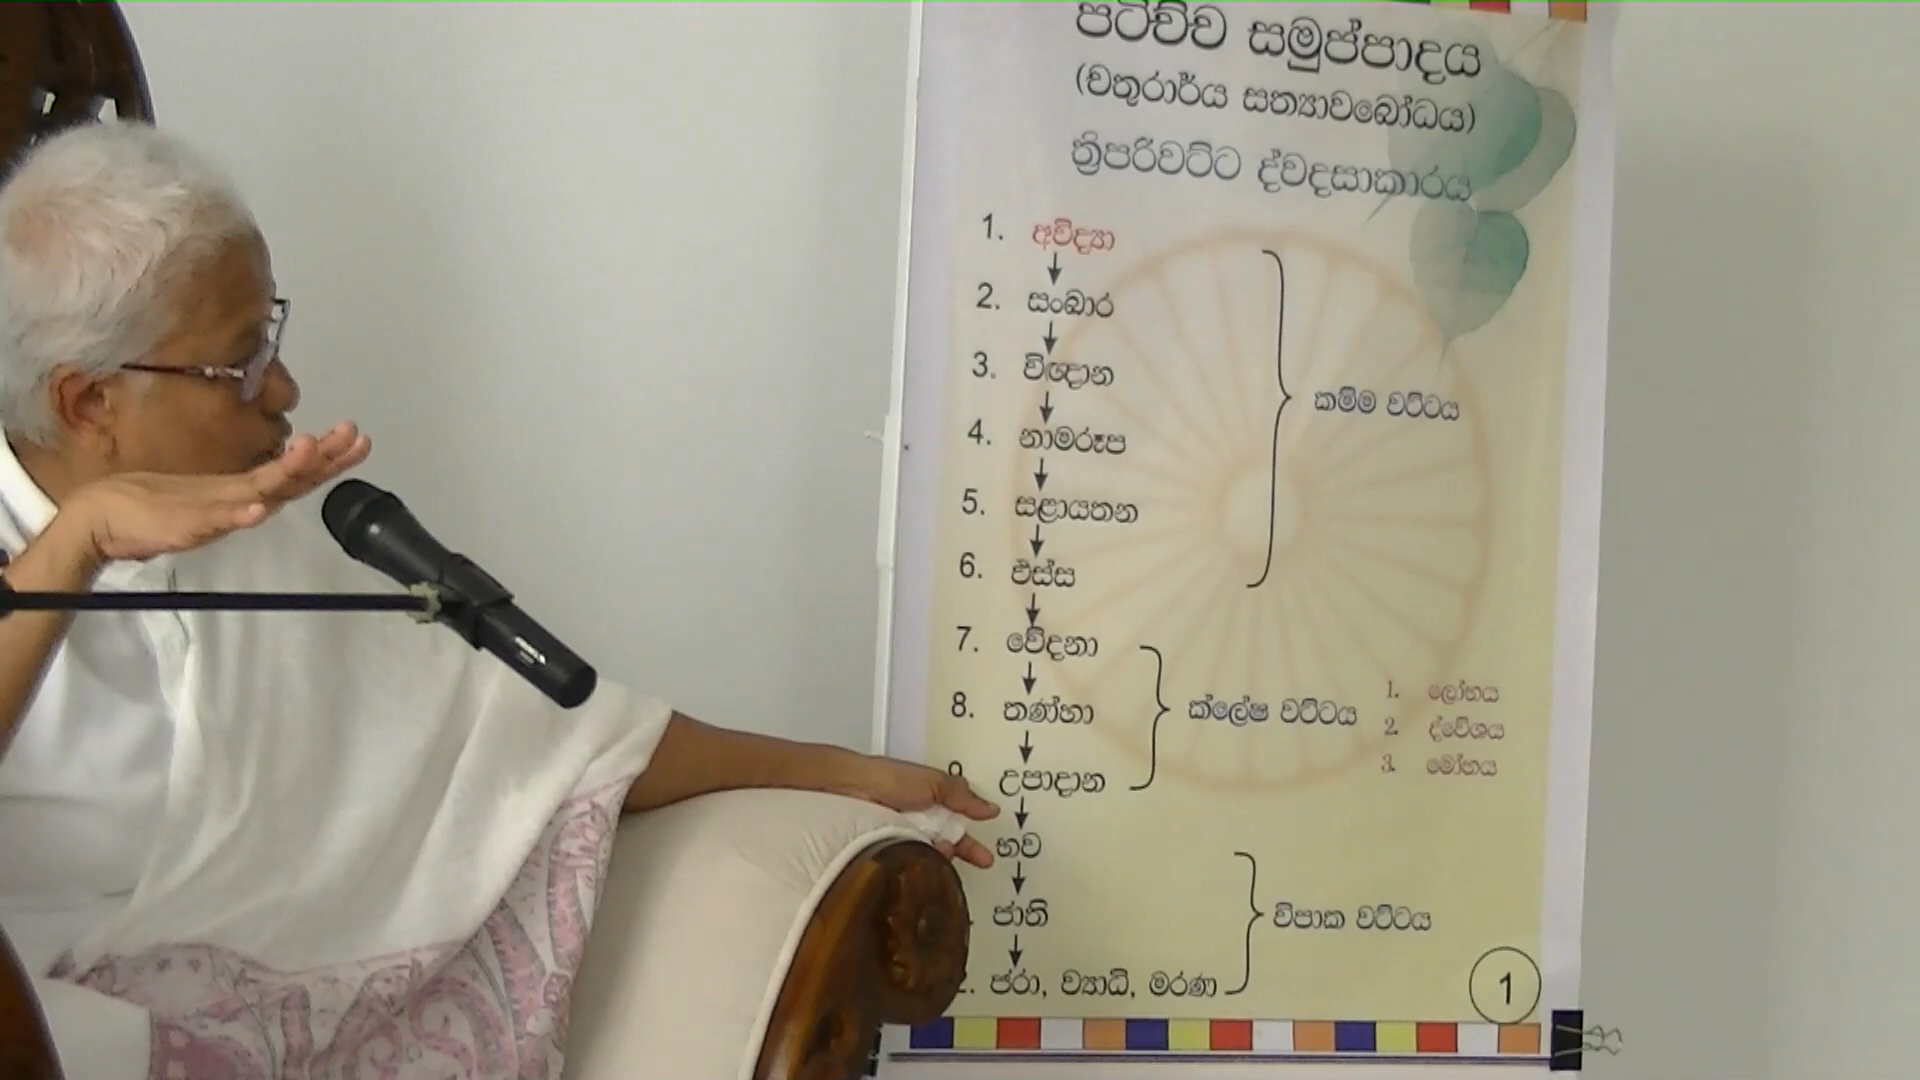 පටිච්ච සමුප්පාදය
(චතුරාර්ය සත්‍යාවබෝධය)
ත්‍රිපරිවට්ට ද්වදසාකාරය
1. අවිද්‍යා
2. සංඛාර
3. විඥාන
4. නාමරූප
5. සළායතන
6. ඵස්ස
කම්ම වට්ටය
7. වේදනා
8. තණ්හා
9. උපාදාන
ක්ලේෂ වට්ටය
1. ලෝභය
2. ද්වේශය
3. මෝහය
භව
ජාති
2. ජරා, ව්‍යාධි, මරණ
විපාක වට්ටය
1